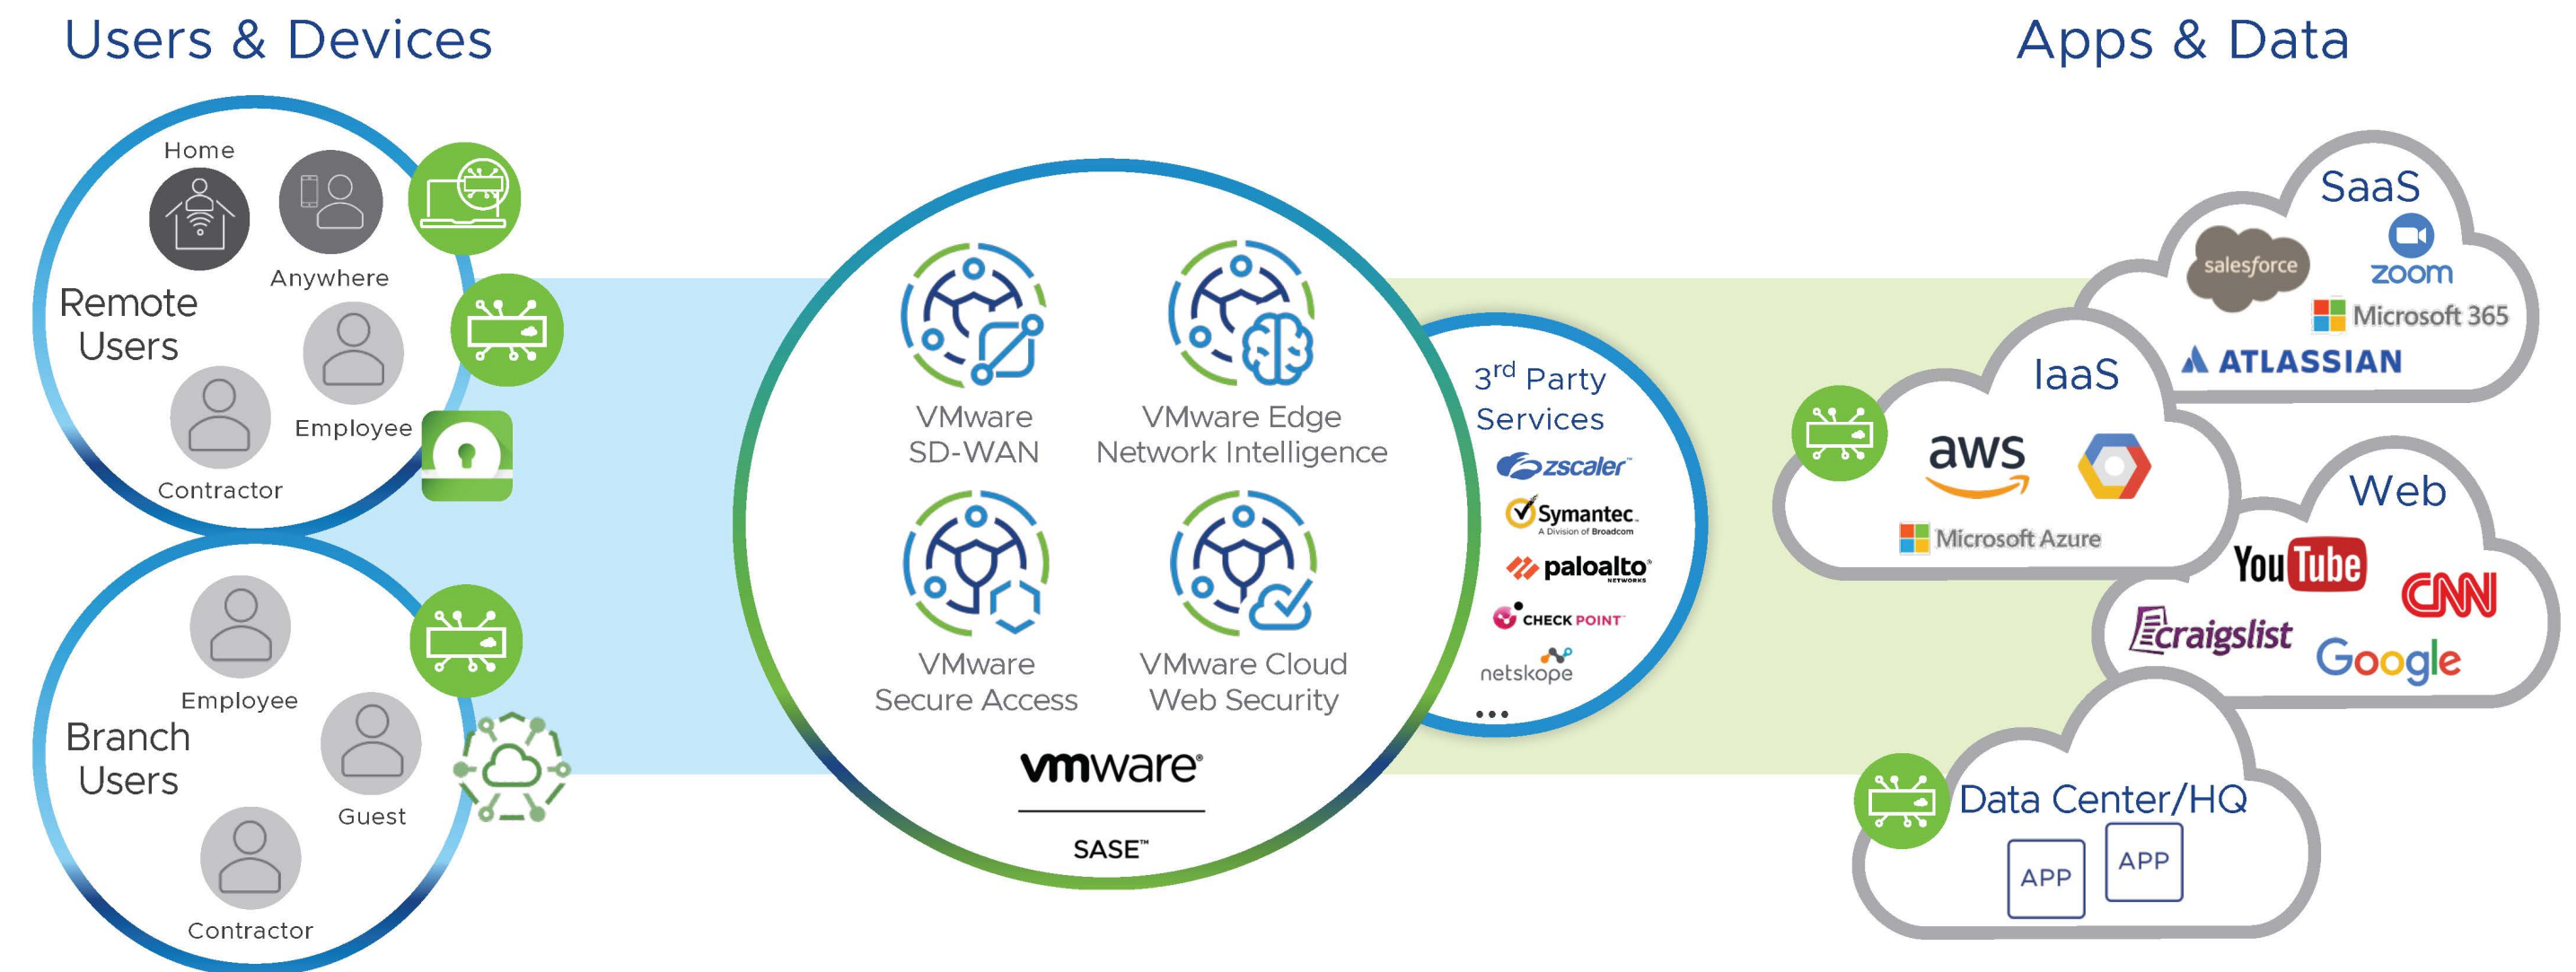 Users & Devices
Home
Anywhere
Remote
Users
Employee
Contractor
Employee
Branch
Users
Guest
Contractor
VMware
SD-WAN
VMware Edge
Network Intelligence
VMware
Secure Access
VMware Cloud
Web Security
vmware®
SASE™
3rd Party
Services
zscaler™
Symantec™
A Division of Broadcom
paloalto®
NETWORKS
CHECK POINT™
netskope
...
Apps & Data
SaaS
salesforce
zoom
Microsoft 365
ATLASSIAN
IaaS
aws
Microsoft Azure
Web
YouTube
CNN
craigslist
Google
Data Center/HQ
APP
APP